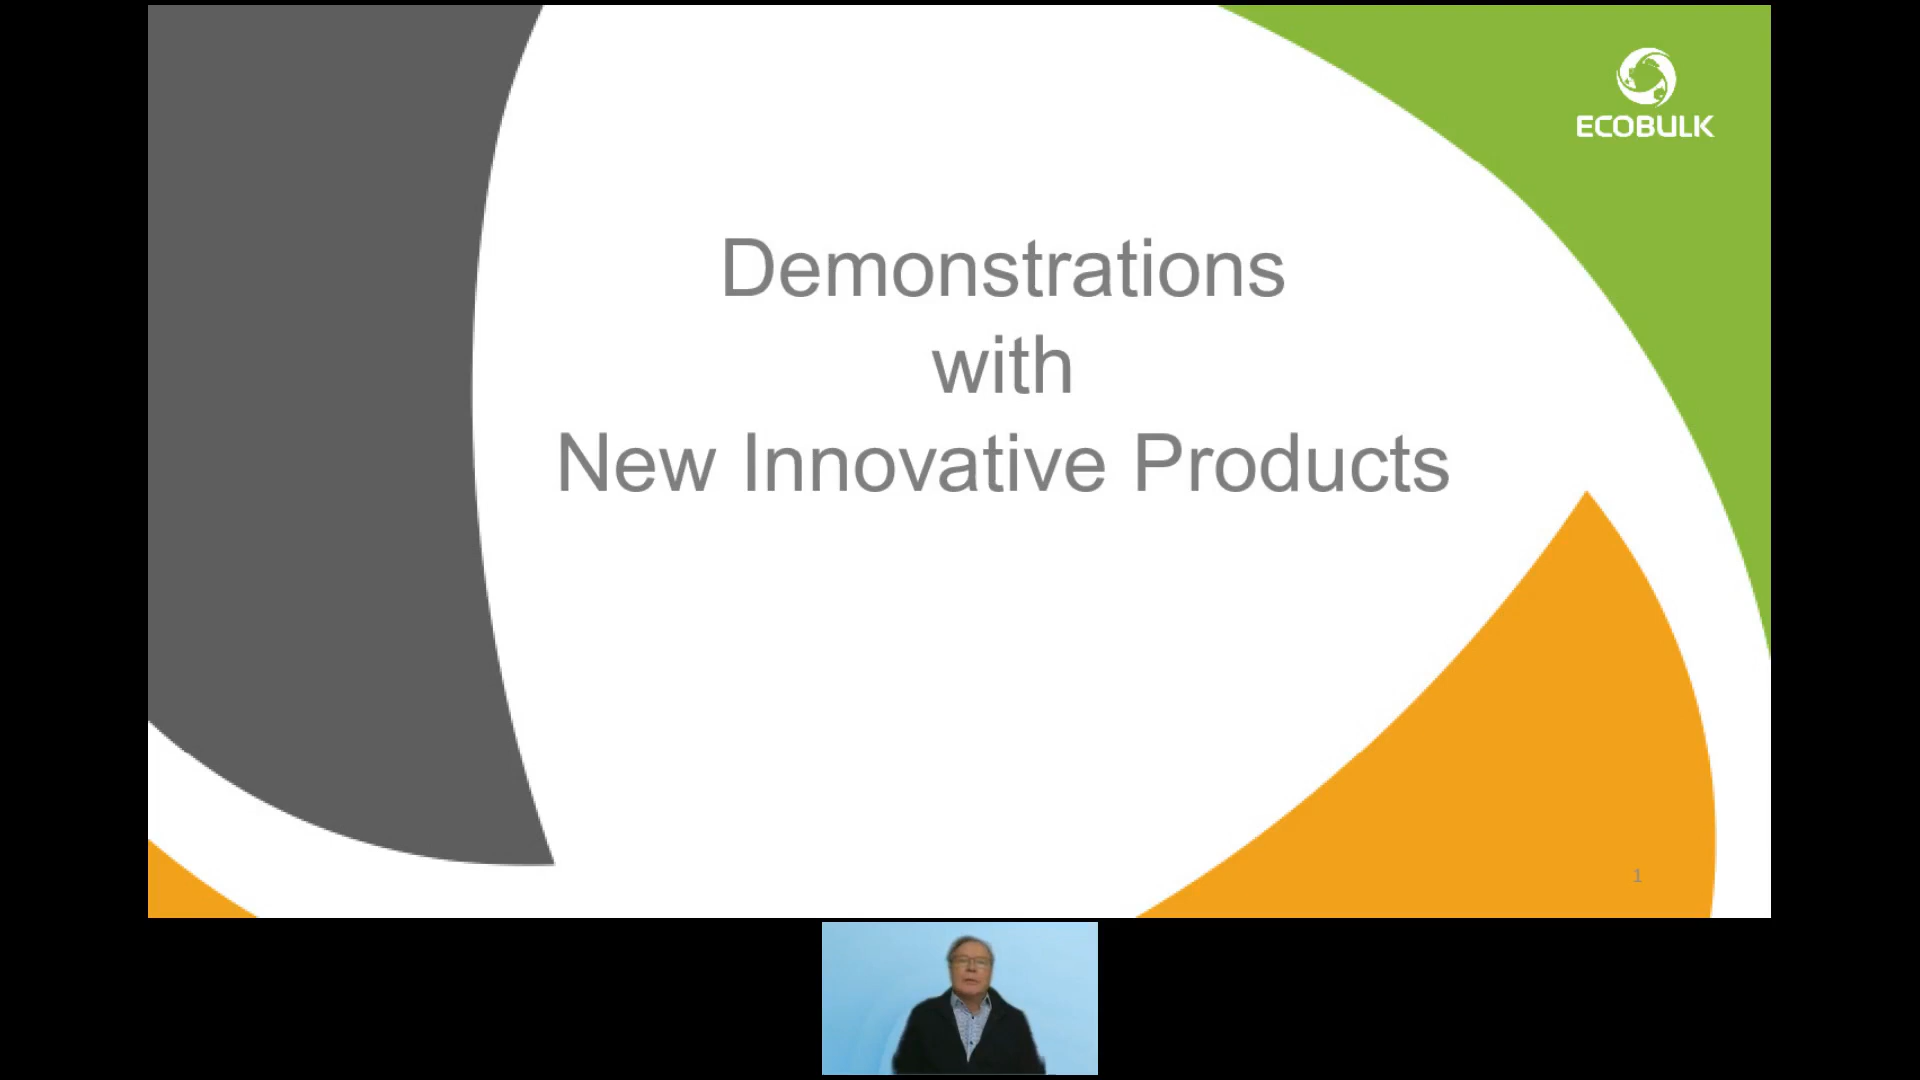 ECOBULK
Demonstrations
with
New Innovative Products
1